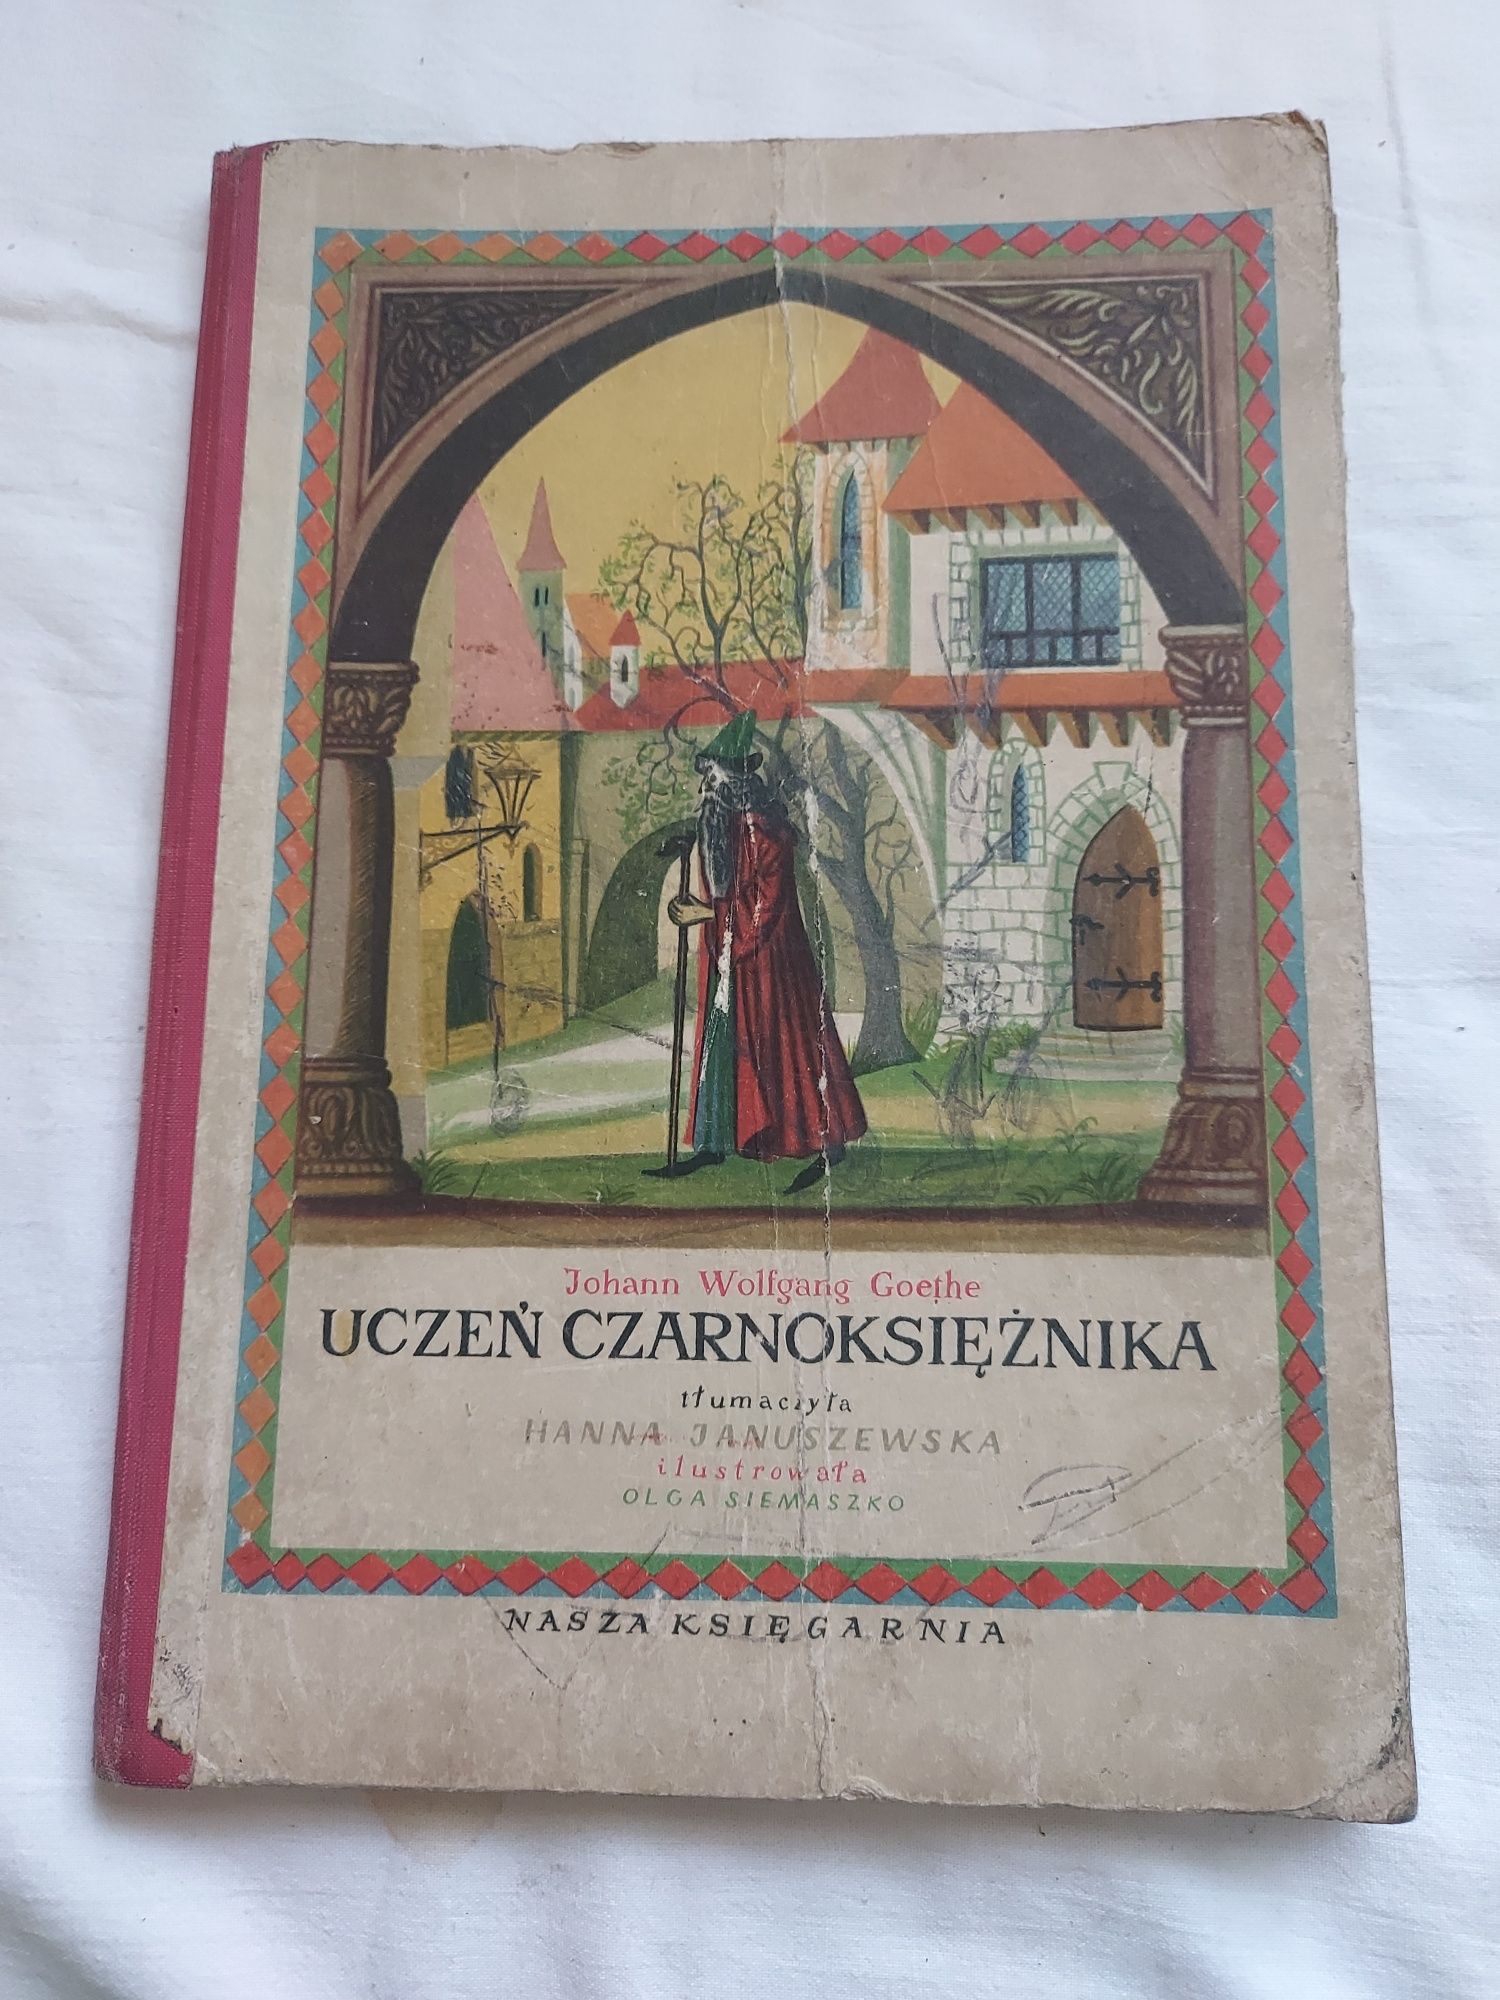 Johann Wolfgang Goethe
UCZEŃ CZARNOKSIĘŻNIKA
tłumaczyła
HANNA JANUSZEWSKA
ilustrowała
OLGA SIEMASZKO
NASZA KSIĘGARNIA